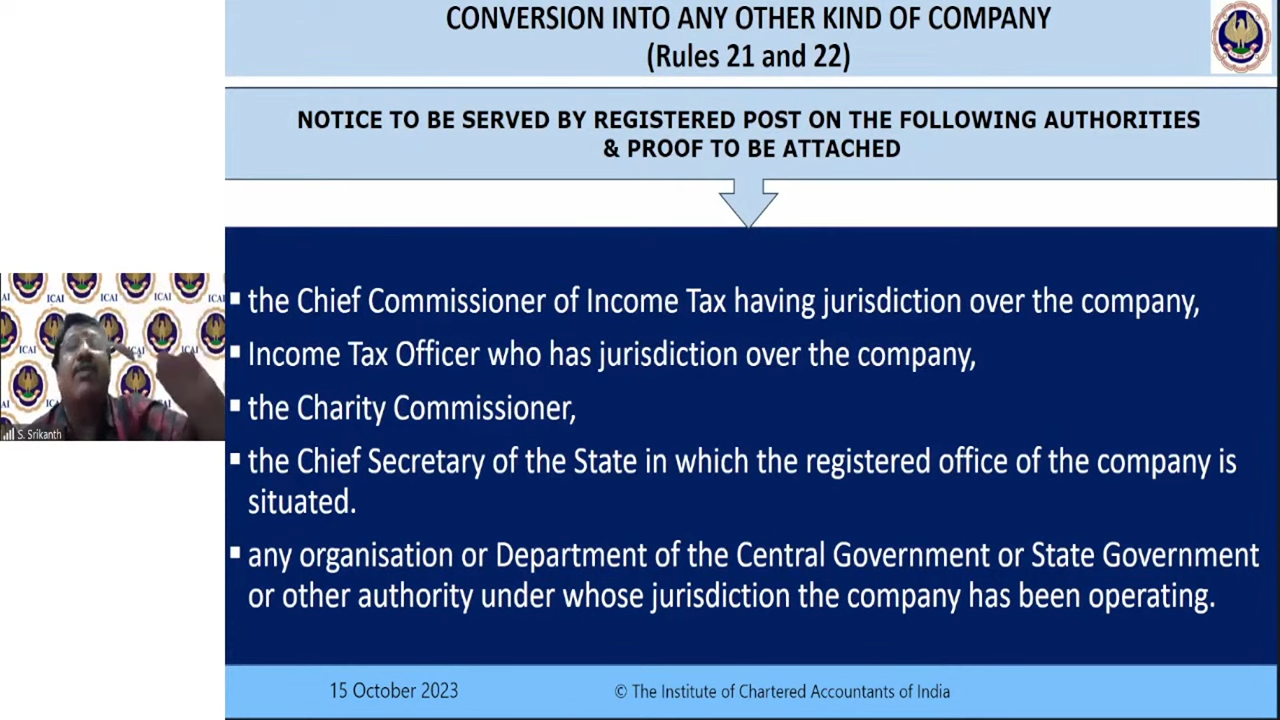 CONVERSION INTO ANY OTHER KIND OF COMPANY
(Rules 21 and 22)
NOTICE TO BE SERVED BY REGISTERED POST ON THE FOLLOWING AUTHORITIES
& PROOF TO BE ATTACHED
▪ the Chief Commissioner of Income Tax having jurisdiction over the company,
▪ Income Tax Officer who has jurisdiction over the company,
▪ the Charity Commissioner,
▪ the Chief Secretary of the State in which the registered office of the company is
situated.
▪ any organisation or Department of the Central Government or State Government
or other authority under whose jurisdiction the company has been operating.
ICAI ICAI ICAI
S. Srikanth
15 October 2023
© The Institute of Chartered Accountants of India